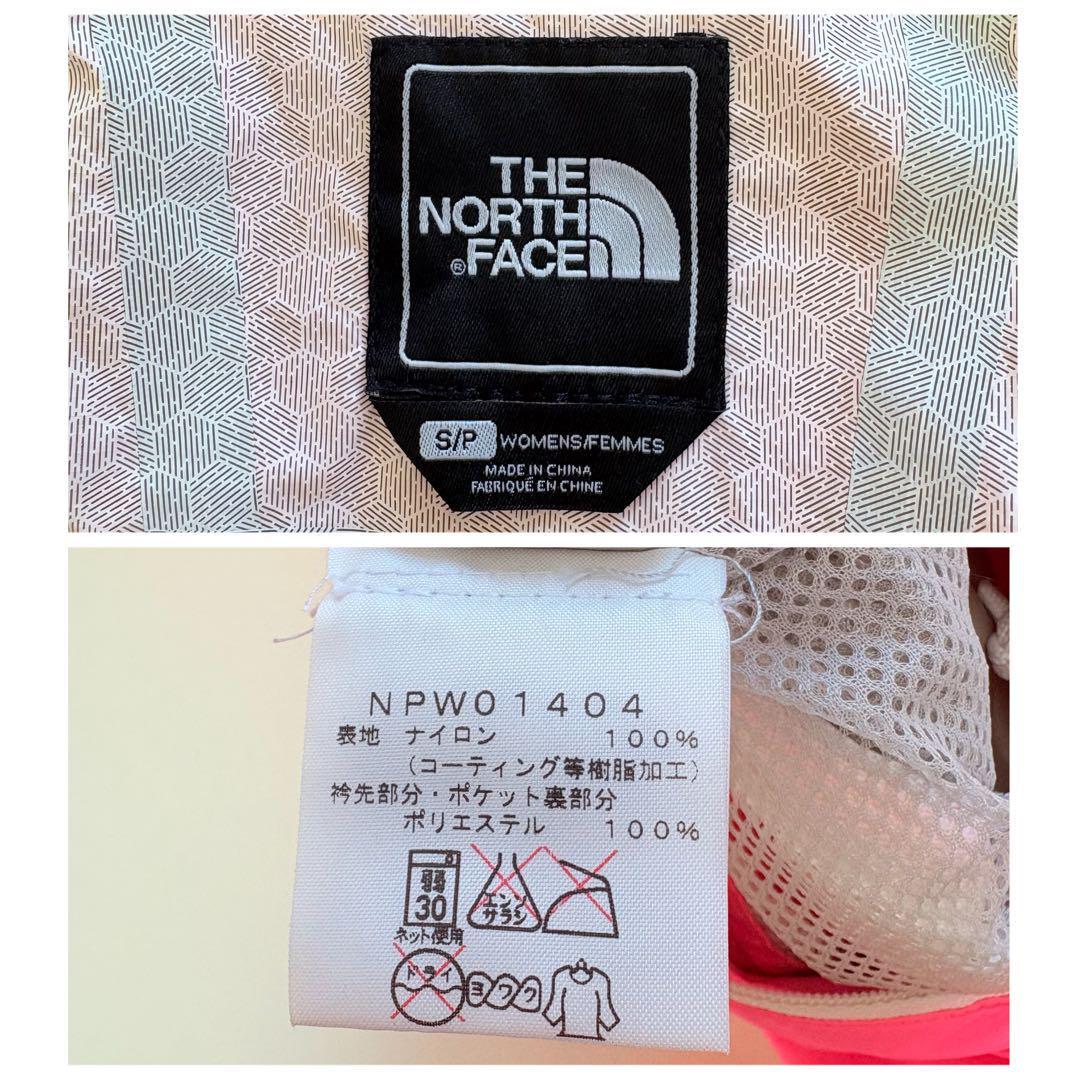 THE
NORTH
®FACE
S/P WOMENS/FEMMES
MADE IN CHINA
FABRIQUÉ EN CHINE
NPW01404
表地 ナイロン 100%
(コーティング等樹脂加工)
衿先部分・ポケット裏部分
ポリエステル 100%
弱
30
ネット使用
エンソ
サラシ
ドライ
ヨワク